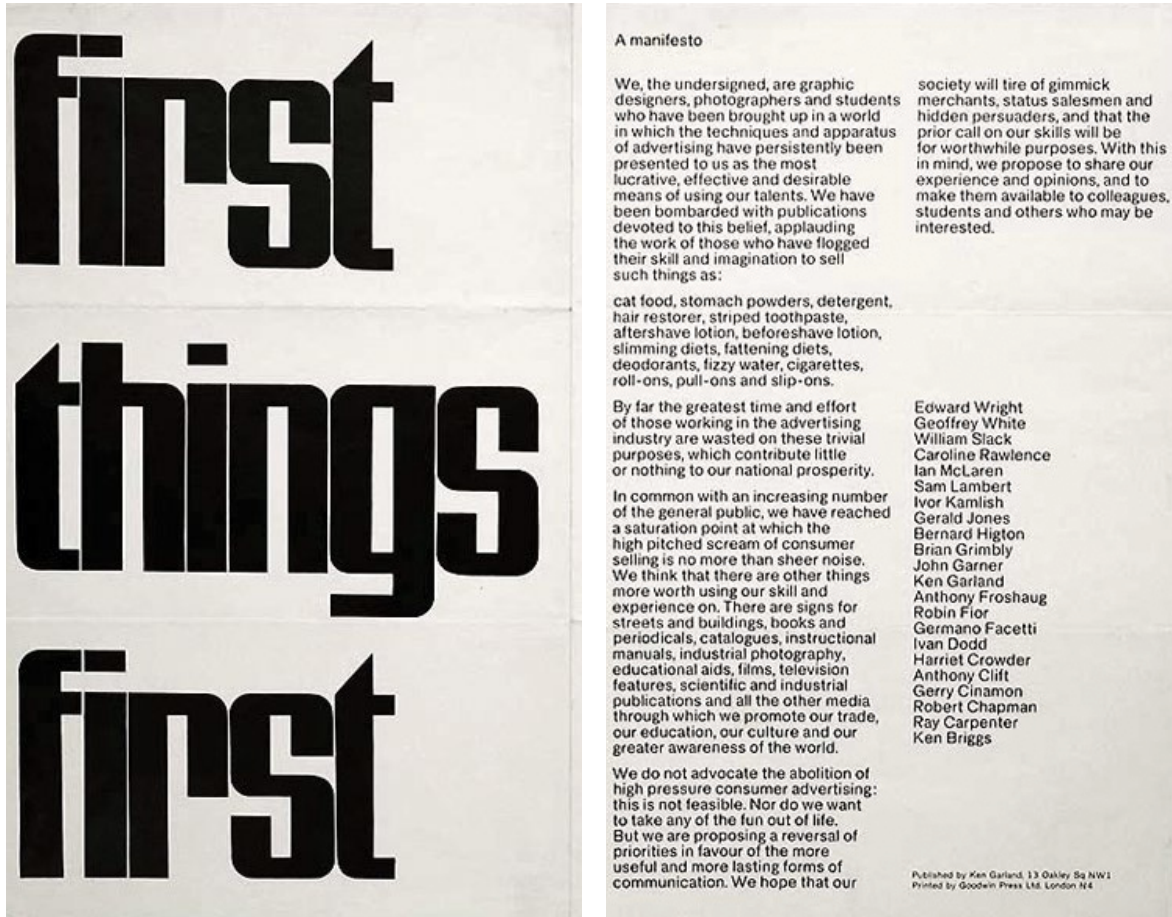 first
things
first
A manifesto
We, the undersigned, are graphic
designers, photographers and students
who have been brought up in a world
in which the techniques and apparatus
of advertising have persistently been
presented to us as the most
lucrative, effective and desirable
means of using our talents. We have
been bombarded with publications
devoted to this belief, applauding
the work of those who have flogged
their skill and imagination to sell
such things as:
cat food, stomach powders, detergent,
hair restorer, striped toothpaste,
aftershave lotion, beforeshave lotion,
slimming diets, fattening diets,
deodorants, fizzy water, cigarettes,
roll-ons, pull-ons and slip-ons.
By far the greatest time and effort
of those working in the advertising
industry are wasted on these trivial
purposes, which contribute little
or nothing to our national prosperity.
In common with an increasing number
of the general public, we have reached
a saturation point at which the
high pitched scream of consumer
selling is no more than sheer noise.
We think that there are other things
more worth using our skill and
experience on. There are signs for
streets and buildings, books and
periodicals, catalogues, instructional
manuals, industrial photography,
educational aids, films, television
features, scientific and industrial
publications and all the other media
through which we promote our trade,
our education, our culture and our
greater awareness of the world.
We do not advocate the abolition of
high pressure consumer advertising:
this is not feasible. Nor do we want
to take any of the fun out of life.
But we are proposing a reversal of
priorities in favour of the more
useful and more lasting forms of
communication. We hope that our
society will tire of gimmick
merchants, status salesmen and
hidden persuaders, and that the
prior call on our skills will be
for worthwhile purposes. With this
in mind, we propose to share our
experience and opinions, and to
make them available to colleagues,
students and others who may be
interested.
Edward Wright
Geoffrey White
William Slack
Caroline Rawlence
Ian McLaren
Sam Lambert
Ivor Kamlish
Gerald Jones
Bernard Higton
Brian Grimbly
John Garner
Ken Garland
Anthony Froshaug
Robin Fior
Germano Facetti
Ivan Dodd
Harriet Crowder
Anthony Clift
Gerry Cinamon
Robert Chapman
Ray Carpenter
Ken Briggs
Published by Ken Garland, 13 Oakley Sq NW1
Printed by Goodwin Press Ltd. London N4